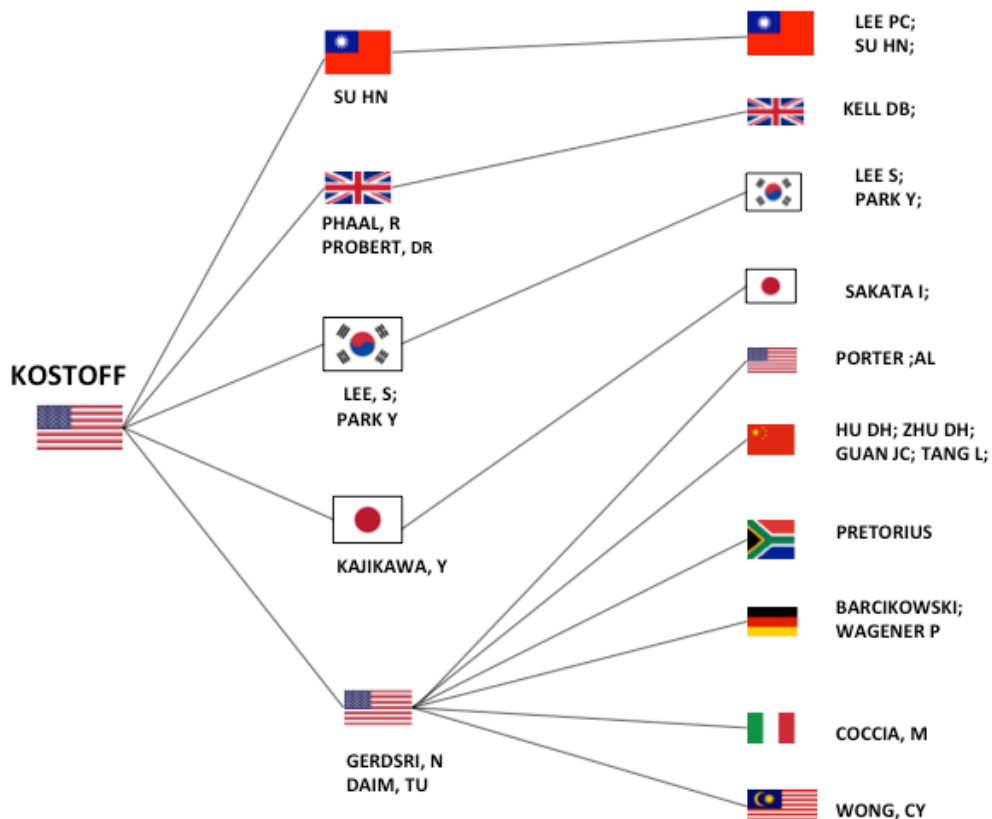 KOSTOFF
SU HN
PHAAL, R
PROBERT, DR
LEE, S;
PARK Y
KAJIKAWA, Y
GERDSRI, N
DAIM, TU
LEE PC;
SU HN;
KELL DB;
LEE S;
PARK Y;
SAKATA I;
PORTER ;AL
HU DH; ZHU DH;
GUAN JC; TANG L;
PRETORIUS
BARCIKOWSKI;
WAGENER P
COCCIA, M
WONG, CY